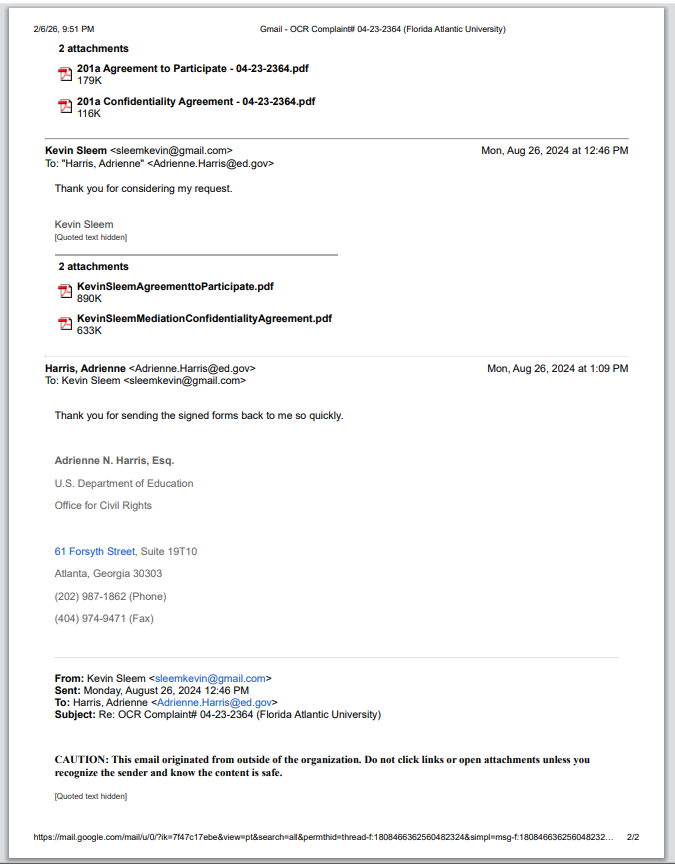 2/6/26, 9:51 PM
Gmail - OCR Complaint# 04-23-2364 (Florida Atlantic University)
2 attachments
201a Agreement to Participate - 04-23-2364.pdf
179K
201a Confidentiality Agreement - 04-23-2364.pdf
116K
Kevin Sleem <sleemkevin@gmail.com>
Mon, Aug 26, 2024 at 12:46 PM
To: "Harris, Adrienne" <Adrienne.Harris@ed.gov>
Thank you for considering my request.
Kevin Sleem
[Quoted text hidden]
2 attachments
KevinSleemAgreementtoParticipate.pdf
890K
KevinSleemMediationConfidentialityAgreement.pdf
633K
Harris, Adrienne <Adrienne.Harris@ed.gov>
Mon, Aug 26, 2024 at 1:09 PM
To: Kevin Sleem <sleemkevin@gmail.com>
Thank you for sending the signed forms back to me so quickly.
Adrienne N. Harris, Esq.
U.S. Department of Education
Office for Civil Rights
61 Forsyth Street, Suite 19T10
Atlanta, Georgia 30303
(202) 987-1862 (Phone)
(404) 974-9471 (Fax)
From: Kevin Sleem <sleemkevin@gmail.com>
Sent: Monday, August 26, 2024 12:46 PM
To: Harris, Adrienne <Adrienne.Harris@ed.gov>
Subject: Re: OCR Complaint# 04-23-2364 (Florida Atlantic University)
CAUTION: This email originated from outside of the organization. Do not click links or open attachments unless you
recognize the sender and know the content is safe.
[Quoted text hidden]
https://mail.google.com/mail/u/0/?ik=7f47c17ebe&view=pt&search=all&permthid=thread-f:1808466362560482324&simpl=msg-f:180846636256048232...
2/2